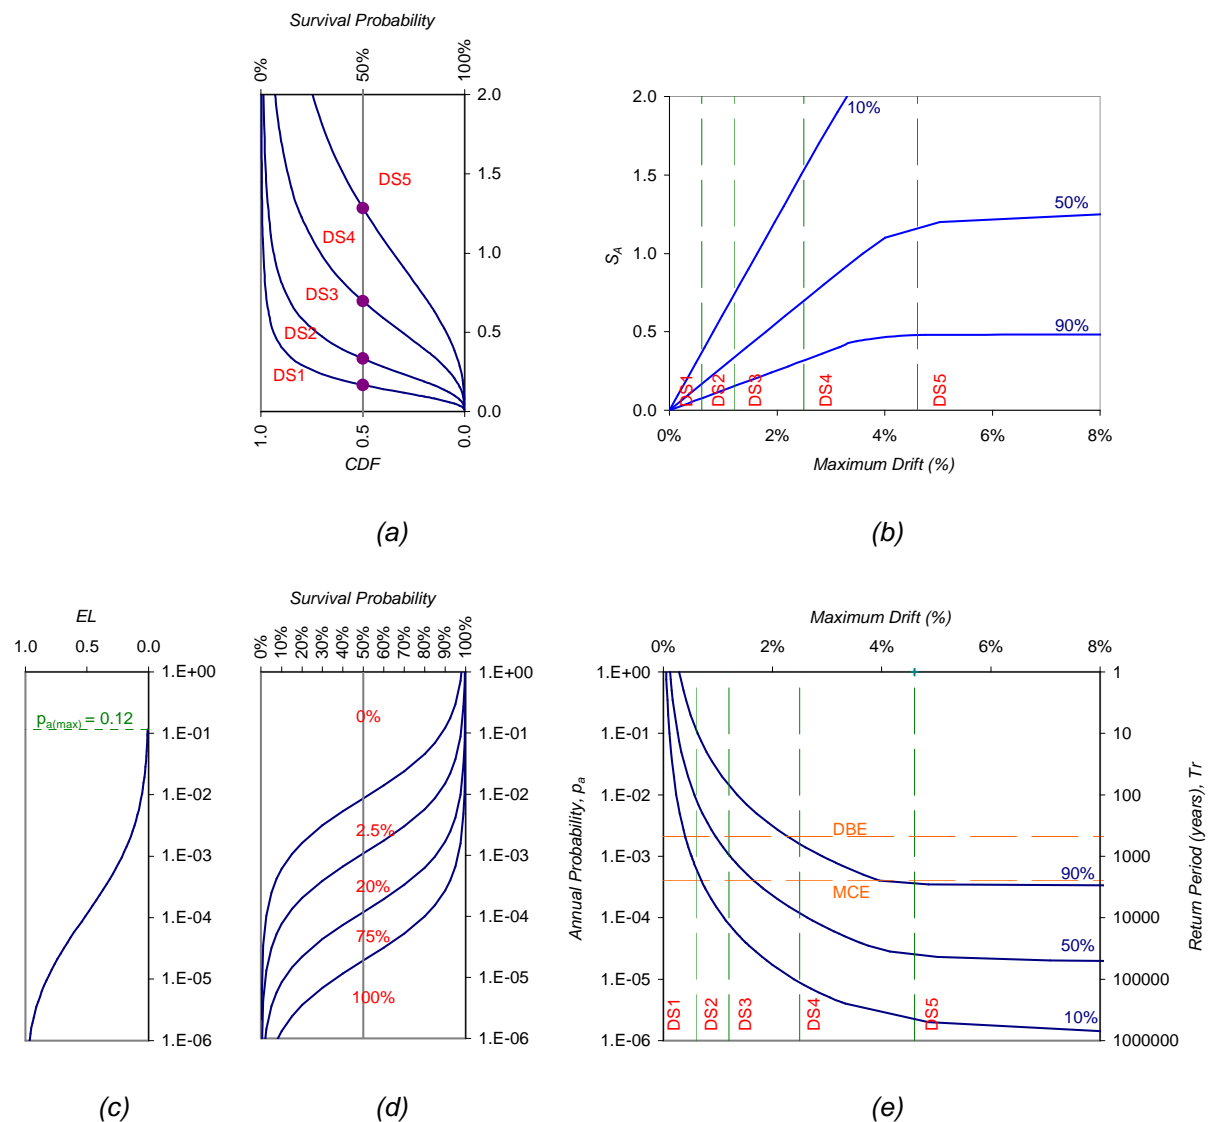 Survival Probability
0% 50% 100%
2.0
1.5
1.0
0.5
0.0
DS5
DS4
DS3
DS2
DS1
1.0 0.5 0.0
CDF
(a)
2.0
1.5
1.0
0.5
0.0
S_A
10%
50%
90%
DS1 DS2 DS3 DS4 DS5
0% 2% 4% 6% 8%
Maximum Drift (%)
(b)
EL
1.0 0.5 0.0
1.E+00
1.E-01
1.E-02
1.E-03
1.E-04
1.E-05
1.E-06
p_a(max) = 0.12
(c)
Survival Probability
0% 10% 20% 30% 40% 50% 60% 70% 80% 90% 100%
1.E+00
1.E-01
1.E-02
1.E-03
1.E-04
1.E-05
1.E-06
0%
2.5%
20%
75%
100%
(d)
Maximum Drift (%)
0% 2% 4% 6% 8%
Annual Probability, p_a
1.E+00
1.E-01
1.E-02
1.E-03
1.E-04
1.E-05
1.E-06
DBE
MCE
90%
50%
10%
DS1 DS2 DS3 DS4 DS5
1
10
100
1000
10000
100000
1000000
Return Period (years), Tr
(e)